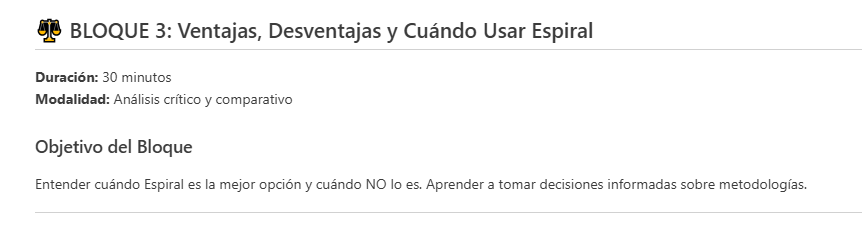 BLOQUE 3: Ventajas, Desventajas y Cuándo Usar Espiral
Duración: 30 minutos
Modalidad: Análisis crítico y comparativo
Objetivo del Bloque
Entender cuándo Espiral es la mejor opción y cuándo NO lo es. Aprender a tomar decisiones informadas sobre metodologías.